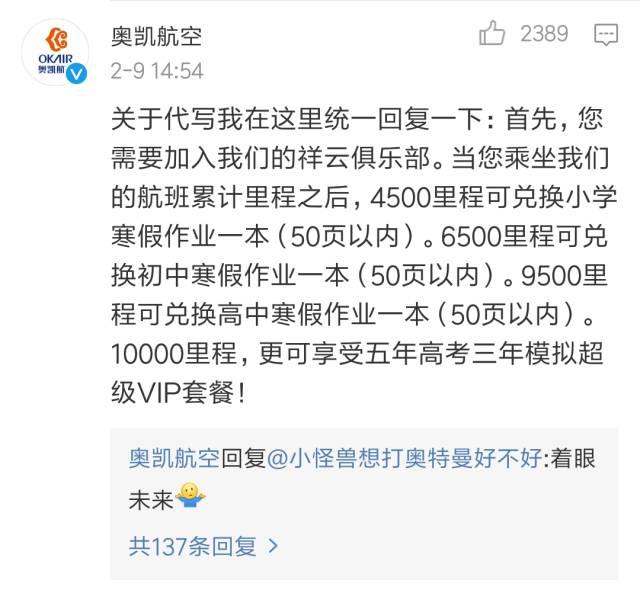 奥凯航空
2389
OKAIR
奥凯航
2-9 14:54
关于代写我在这里统一回复一下：首先，您
需要加入我们的祥云俱乐部。当您乘坐我们
的航班累计里程之后，4500里程可兑换小学
寒假作业一本（50页以内）。6500里程可兑
换初中寒假作业一本（50页以内）。9500里
程可兑换高中寒假作业一本（50页以内）。
10000里程，更可享受五年高考三年模拟超
级VIP套餐！
奥凯航空回复@小怪兽想打奥特曼好不好:着眼
未来🤷
共137条回复 >